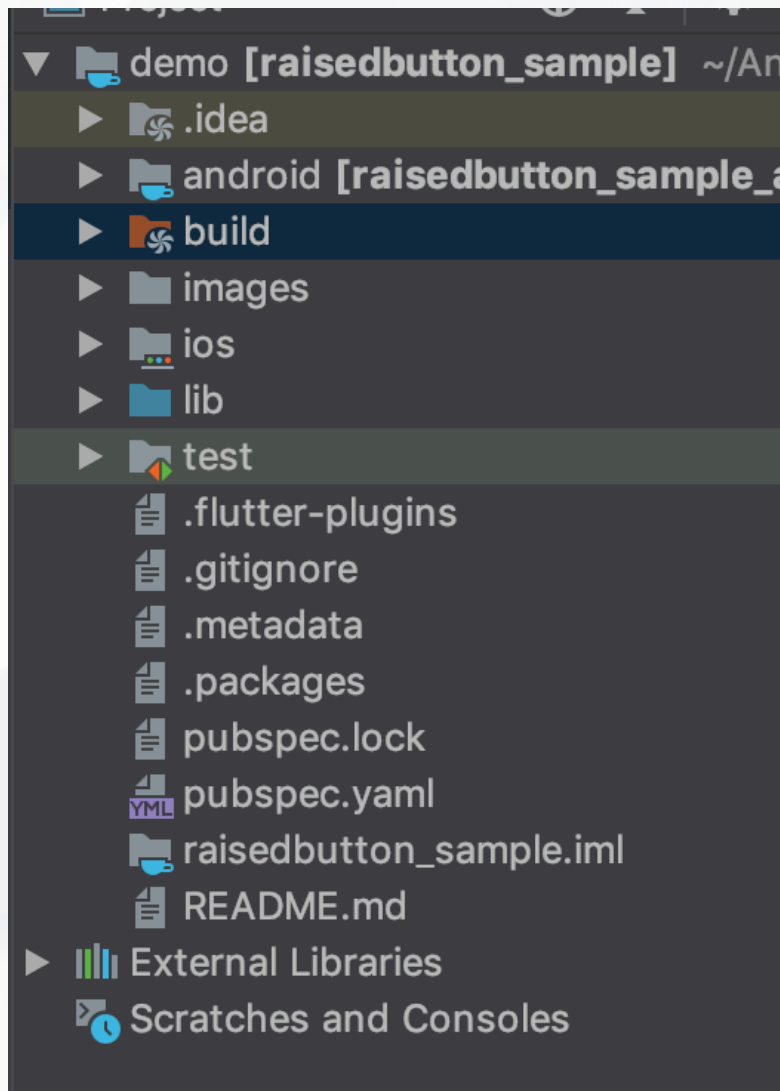 Project
demo [raisedbutton_sample] ~/An
.idea
android [raisedbutton_sample_a
build
images
ios
lib
test
.flutter-plugins
.gitignore
.metadata
.packages
pubspec.lock
YML pubspec.yaml
raisedbutton_sample.iml
README.md
External Libraries
Scratches and Consoles